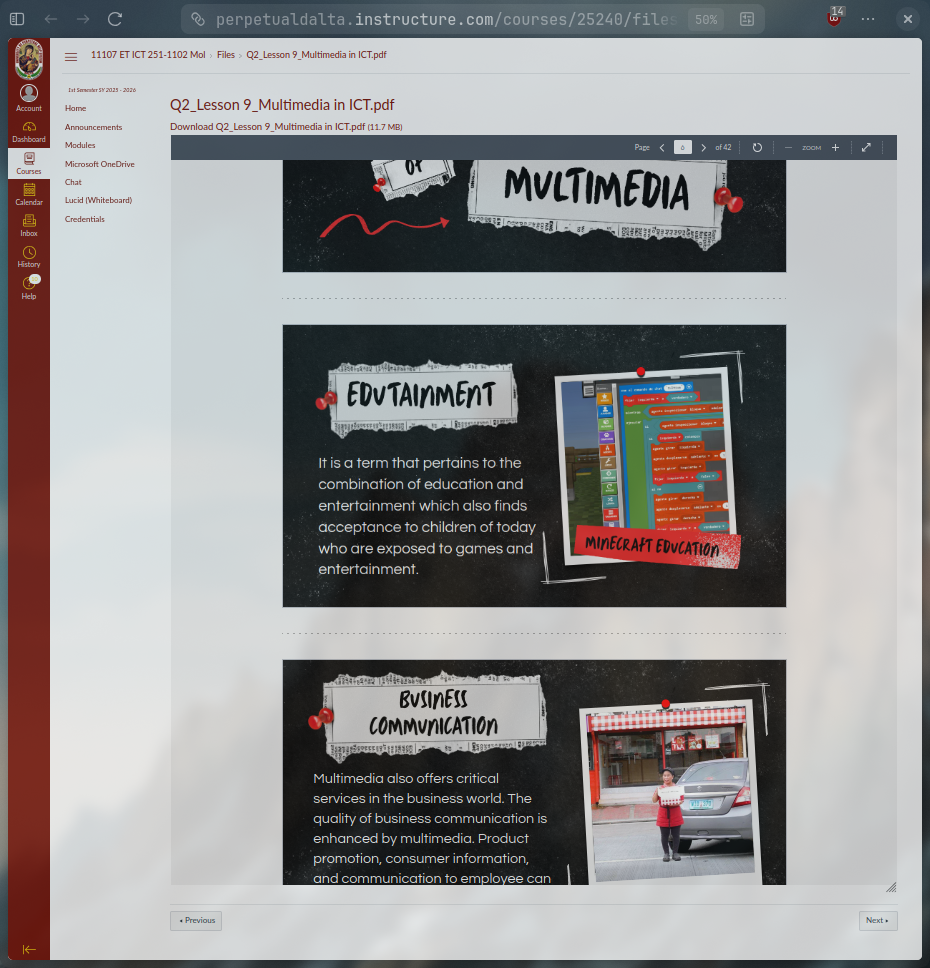 perpetualdalta.instructure.com/courses/25240/files
50%
14
11107 ET ICT 251-1102 Mol › Files › Q2_Lesson 9_Multimedia in ICT.pdf
1st Semester SY 2025 - 2026
Home
Announcements
Modules
Microsoft OneDrive
Chat
Lucid (Whiteboard)
Credentials
Account
Dashboard
Courses
Calendar
Inbox
History
Help
Q2_Lesson 9_Multimedia in ICT.pdf
Download Q2_Lesson 9_Multimedia in ICT.pdf (11.7 MB)
Page
0
of 42
ZOOM
OF
MULTIMEDIA
EDUTAINMENT
It is a term that pertains to the
combination of education and
entertainment which also finds
acceptance to children of today
who are exposed to games and
entertainment.
MINECRAFT EDUCATION
BUSINESS
COMMUNICATION
Multimedia also offers critical
services in the business world. The
quality of business communication is
enhanced by multimedia. Product
promotion, consumer information,
and communication to employee can
Previous
Next